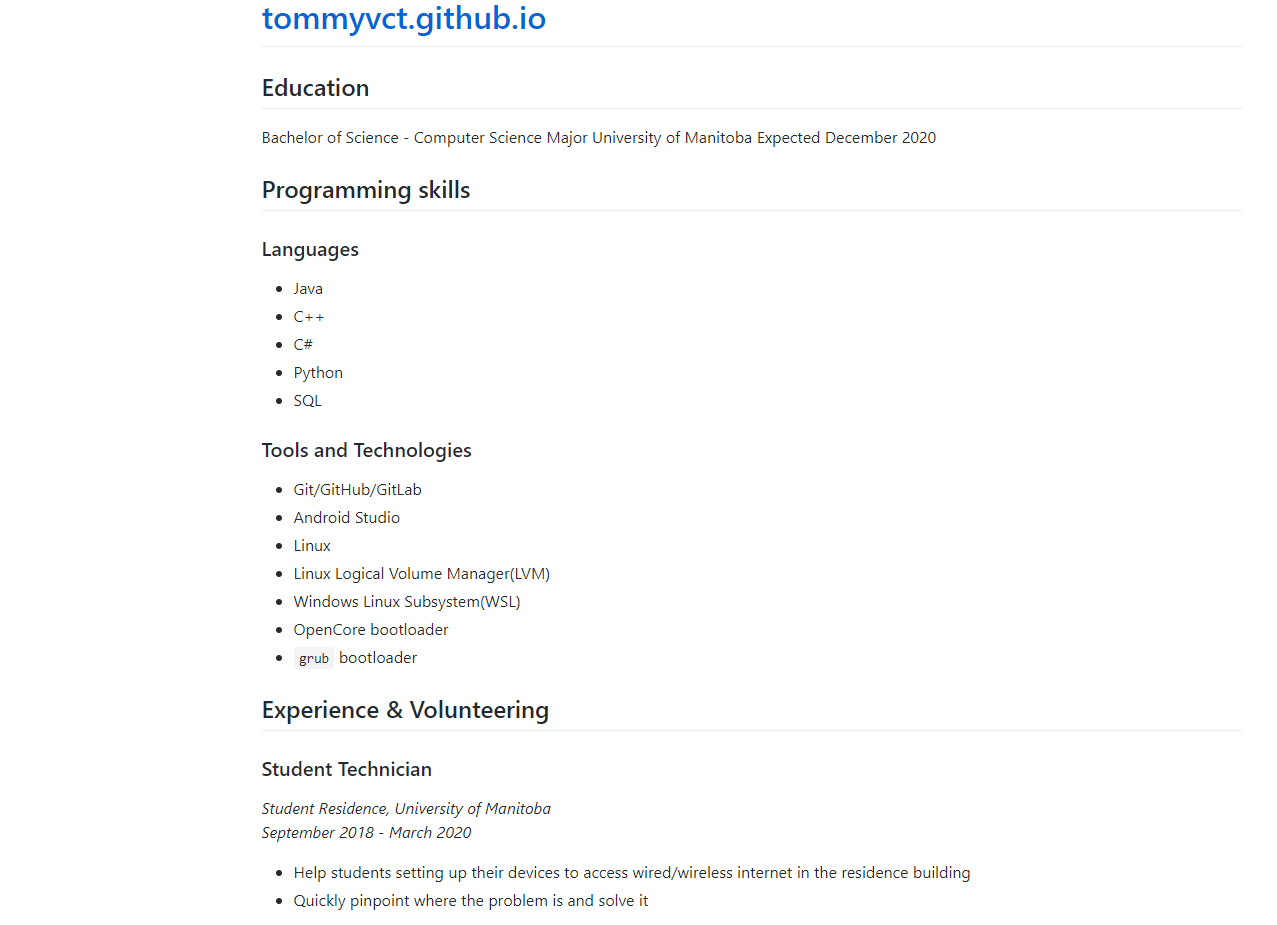 tommyvct.github.io
Education
Bachelor of Science - Computer Science Major University of Manitoba Expected December 2020
Programming skills
Languages
Java
C++
C#
Python
SQL
Tools and Technologies
Git/GitHub/GitLab
Android Studio
Linux
Linux Logical Volume Manager(LVM)
Windows Linux Subsystem(WSL)
OpenCore bootloader
grub bootloader
Experience & Volunteering
Student Technician
Student Residence, University of Manitoba
September 2018 - March 2020
Help students setting up their devices to access wired/wireless internet in the residence building
Quickly pinpoint where the problem is and solve it